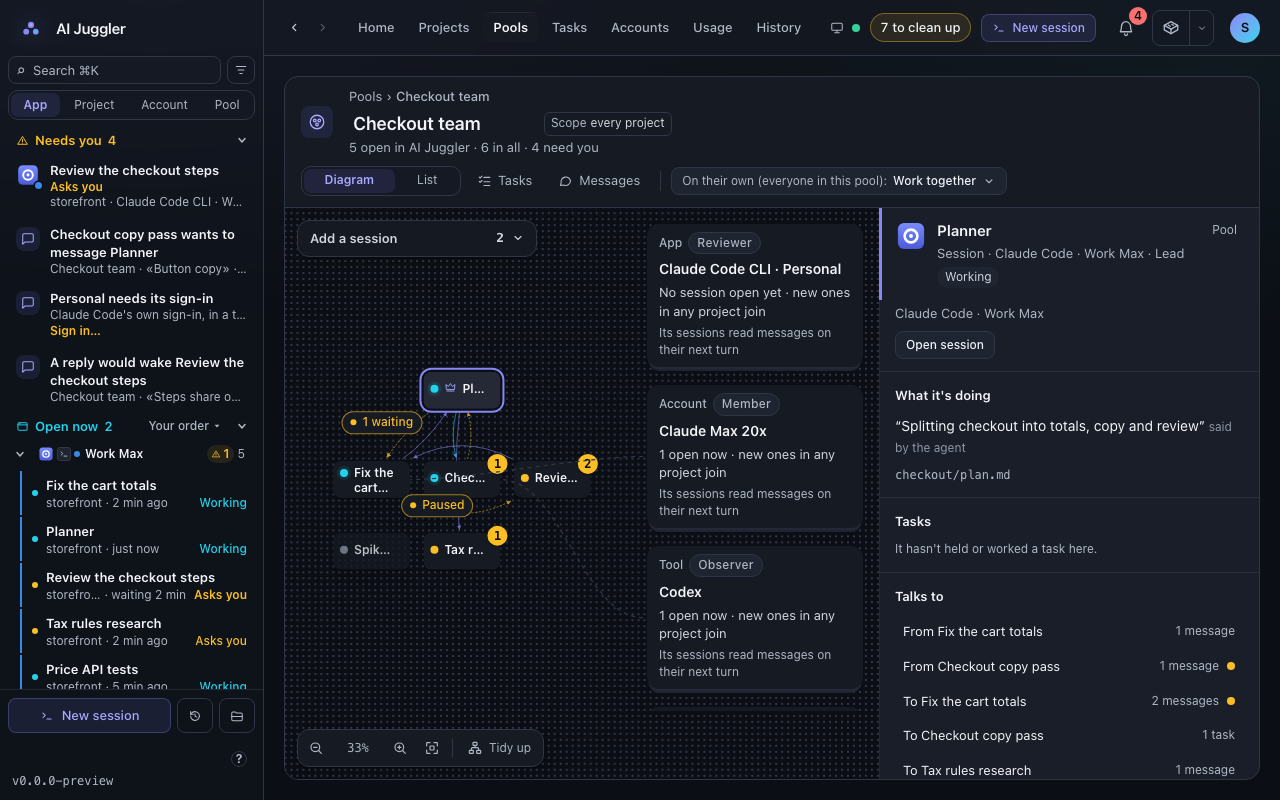 AI Juggler
Search ⌘K
App Project Account Pool
Needs you 4
Review the checkout steps
Asks you
storefront · Claude Code CLI · W...
Checkout copy pass wants to
message Planner
Checkout team · «Button copy» ·...
Personal needs its sign-in
Claude Code's own sign-in, in a t...
Sign in...
A reply would wake Review the
checkout steps
Checkout team · «Steps share o...
Open now 2 Your order
Work Max 1 5
Fix the cart totals
storefront · 2 min ago Working
Planner
storefront · just now Working
Review the checkout steps
storefro... · waiting 2 min Asks you
Tax rules research
storefront · 2 min ago Asks you
Price API tests
storefront · 5 min ago Working
New session
?
v0.0.0-preview
Home Projects Pools Tasks Accounts Usage History
7 to clean up
New session
4
S
Pools › Checkout team
Checkout team
Scope every project
5 open in AI Juggler · 6 in all · 4 need you
Diagram List Tasks Messages
On their own (everyone in this pool): Work together
Add a session 2
Pl...
1 waiting
Fix the
cart...
Chec...
1
Revie...
2
Paused
Spik...
Tax r...
1
33%
Tidy up
App Reviewer
Claude Code CLI · Personal
No session open yet · new ones
in any project join
Its sessions read messages on
their next turn
Account Member
Claude Max 20x
1 open now · new ones in any
project join
Its sessions read messages on
their next turn
Tool Observer
Codex
1 open now · new ones in any
project join
Its sessions read messages on
their next turn
Planner Pool
Session · Claude Code · Work Max · Lead
Working
Claude Code · Work Max
Open session
What it's doing
“Splitting checkout into totals, copy and review” said
by the agent
checkout/plan.md
Tasks
It hasn't held or worked a task here.
Talks to
From Fix the cart totals 1 message
From Checkout copy pass 1 message
To Fix the cart totals 2 messages
To Checkout copy pass 1 task
To Tax rules research 1 message